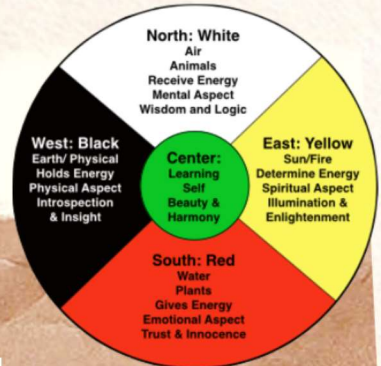 North: White
Air
Animals
Receive Energy
Mental Aspect
Wisdom and Logic
West: Black
Earth/ Physical
Holds Energy
Physical Aspect
Introspection
& Insight
Center:
Learning
Self
Beauty &
Harmony
East: Yellow
Sun/Fire
Determine Energy
Spiritual Aspect
Illumination &
Enlightenment
South: Red
Water
Plants
Gives Energy
Emotional Aspect
Trust & Innocence